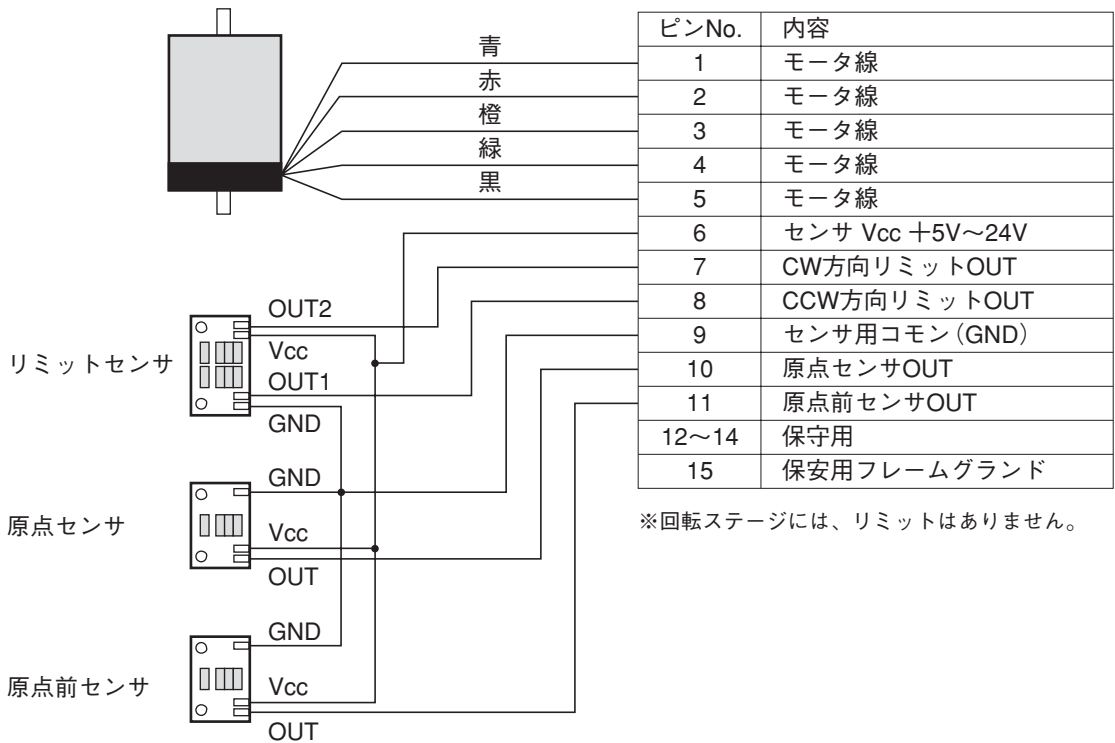 青
赤
橙
緑
黒
ピンNo. 内容
1 モータ線
2 モータ線
3 モータ線
4 モータ線
5 モータ線
6 センサ Vcc +5V～24V
7 CW方向リミットOUT
8 CCW方向リミットOUT
9 センサ用コモン(GND)
10 原点センサOUT
11 原点前センサOUT
12～14 保守用
15 保安用フレームグランド
※回転ステージには、リミットはありません。
リミットセンサ
OUT2
Vcc
OUT1
GND
原点センサ
GND
Vcc
OUT
原点前センサ
GND
Vcc
OUT